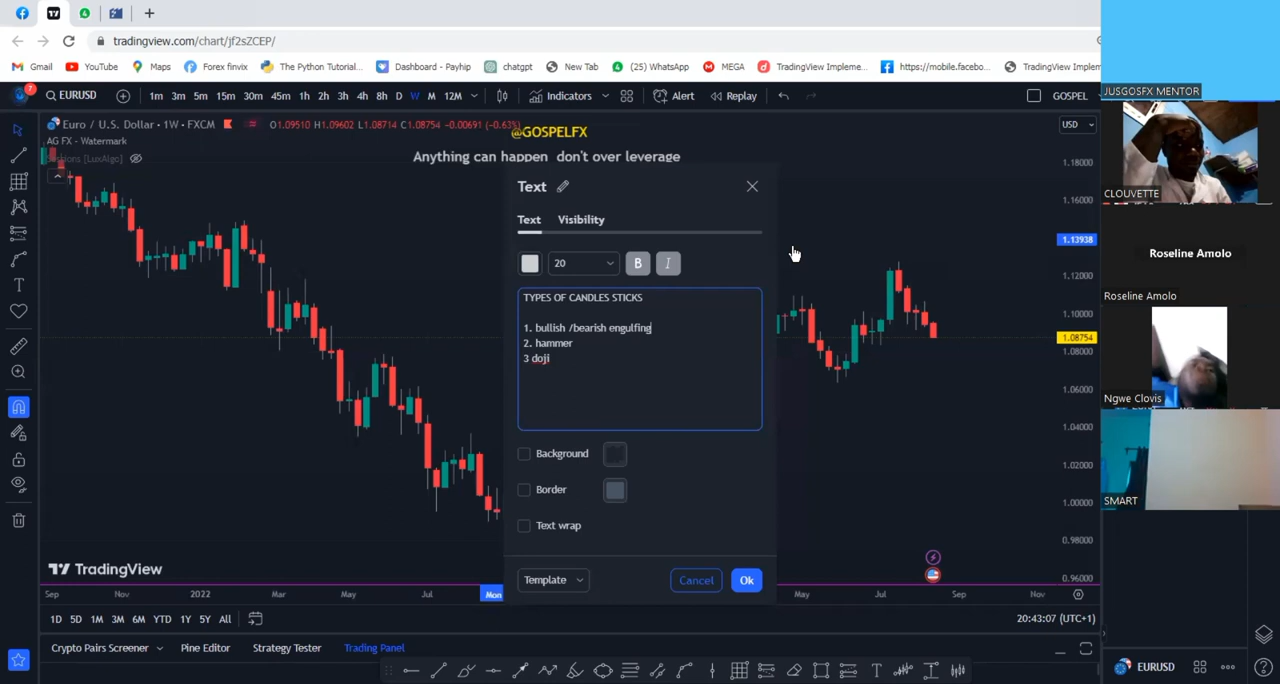 tradingview.com/chart/jf2sZCEP/
Gmail YouTube Maps Forex finvix The Python Tutorial... Dashboard - Payhip chatgpt New Tab (25) WhatsApp MEGA TradingView Impleme... https://mobile.facebo... TradingView Implem
EURUSD 1m 3m 5m 15m 30m 45m 1h 2h 3h 4h 8h D W M 12M Indicators Alert Replay GOSPEL
JUSGOSFX MENTOR
Euro / U.S. Dollar · 1W · FXCM O1.09510 H1.09602 L1.08714 C1.08754 -0.00691 (-0.63%)
USD
@GOSPELFX
AG FX - Watermark
Sessions [LuxAlgo]
Anything can happen don't over leverage
1.18000
Text
CLOUVETTE
1.16000
Text Visibility
1.13938
Roseline Amolo
20 B I
1.12000
TYPES OF CANDLES STICKS
Roseline Amolo
1. bullish /bearish engulfing
1.10000
2. hammer
1.08754
3 doji
1.08000
1.06000
Ngwe Clovis
1.04000
Background
1.02000
Border
1.00000
SMART
Text wrap
0.98000
TradingView
Template Cancel Ok
0.96000
Sep Nov 2022 Mar May Jul Mon May Jul Sep Nov
1D 5D 1M 3M 6M YTD 1Y 5Y All 20:43:07 (UTC+1)
Crypto Pairs Screener Pine Editor Strategy Tester Trading Panel
EURUSD